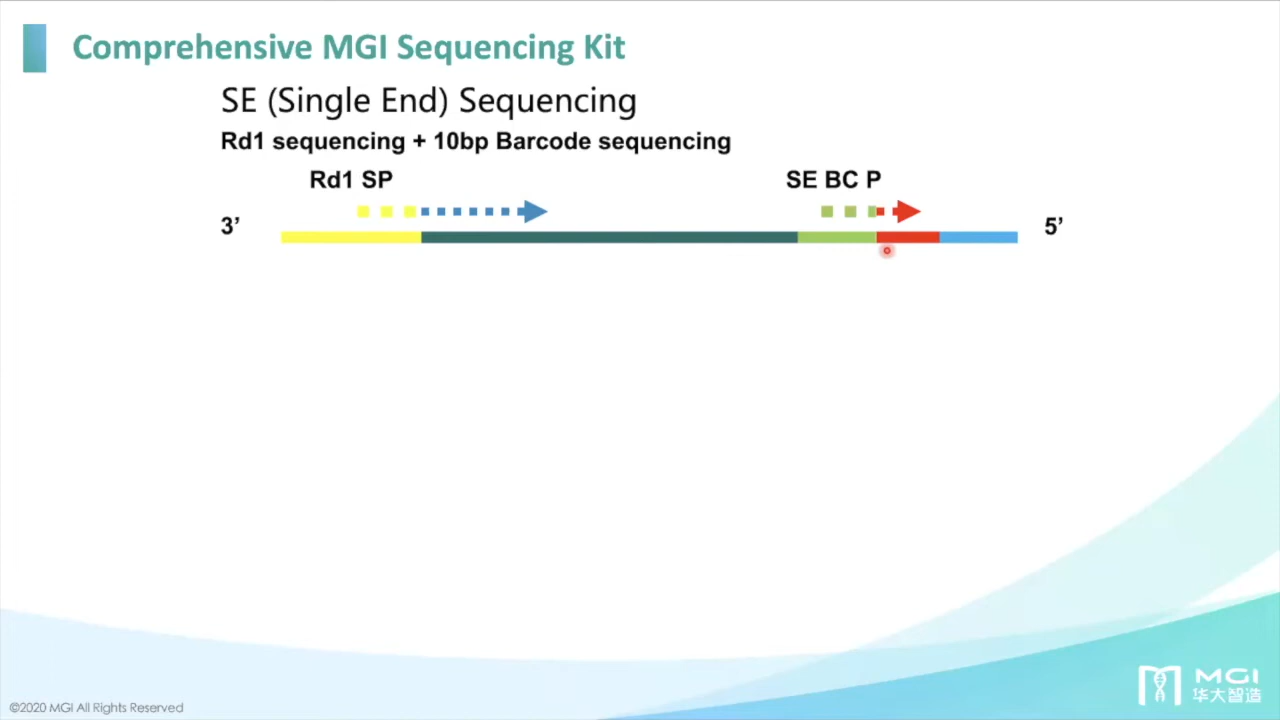 Comprehensive MGI Sequencing Kit
SE (Single End) Sequencing
Rd1 sequencing + 10bp Barcode sequencing
Rd1 SP
SE BC P
3’
5’
MGI
华大智造
©2020 MGI All Rights Reserved